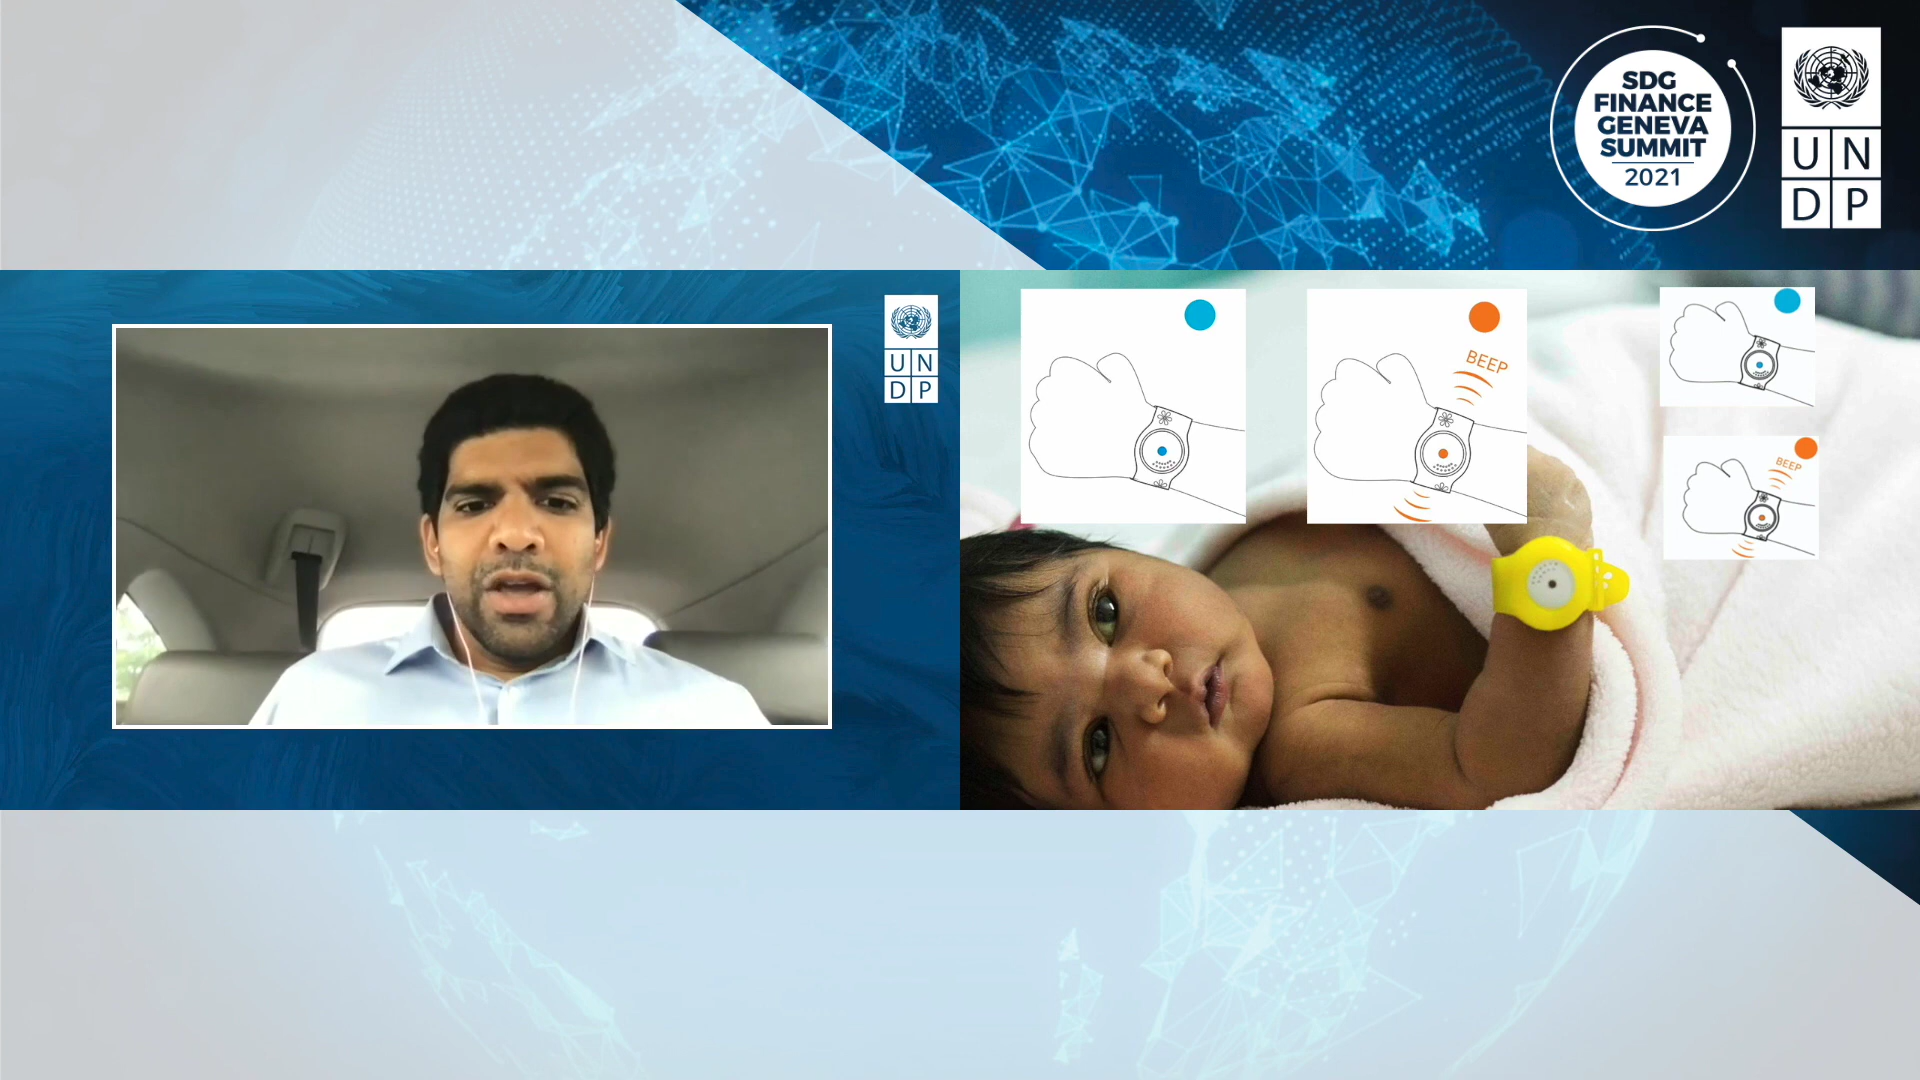 SDG
FINANCE
GENEVA
SUMMIT
2021
U N
D P
U N
D P
BEEP
BEEP